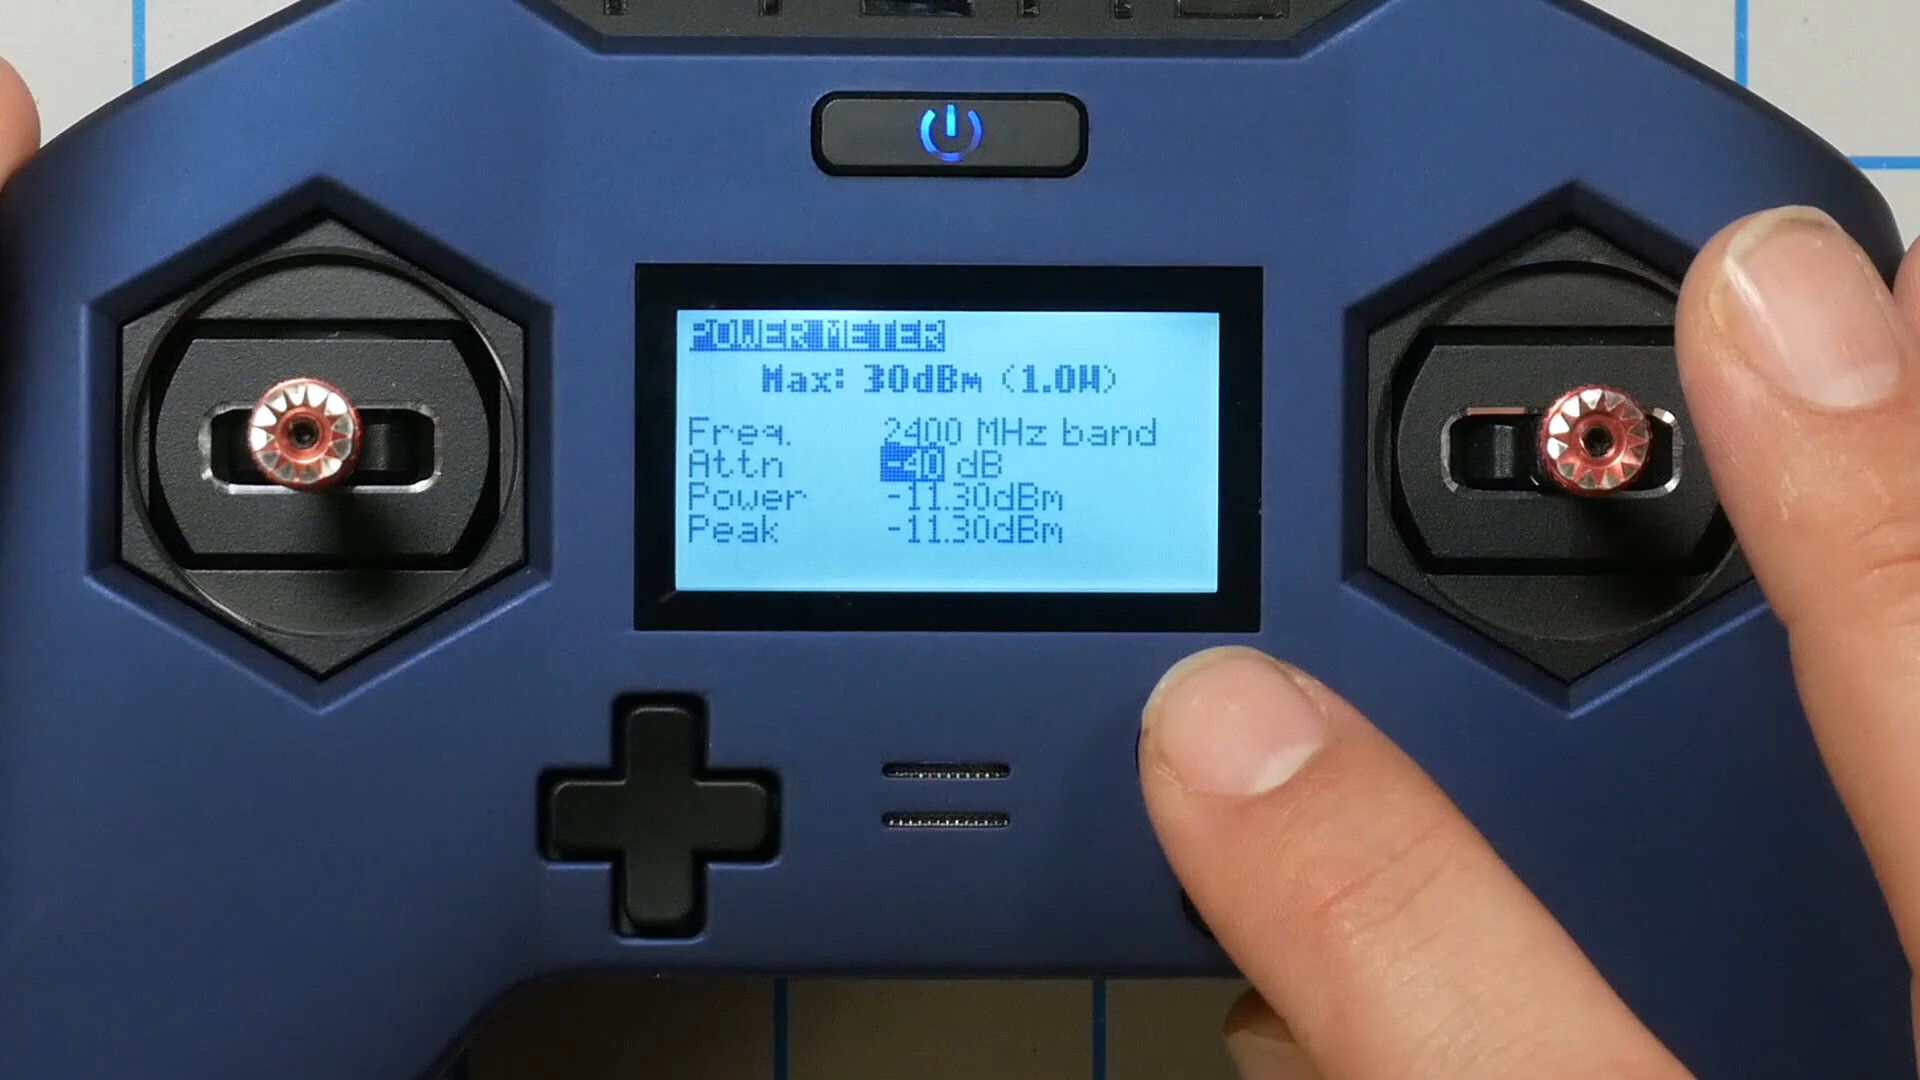 POWER METER
Max: 30dBm (1.0W)
Freq. 2400 MHz band
Attn -40 dB
Power -11.30dBm
Peak -11.30dBm